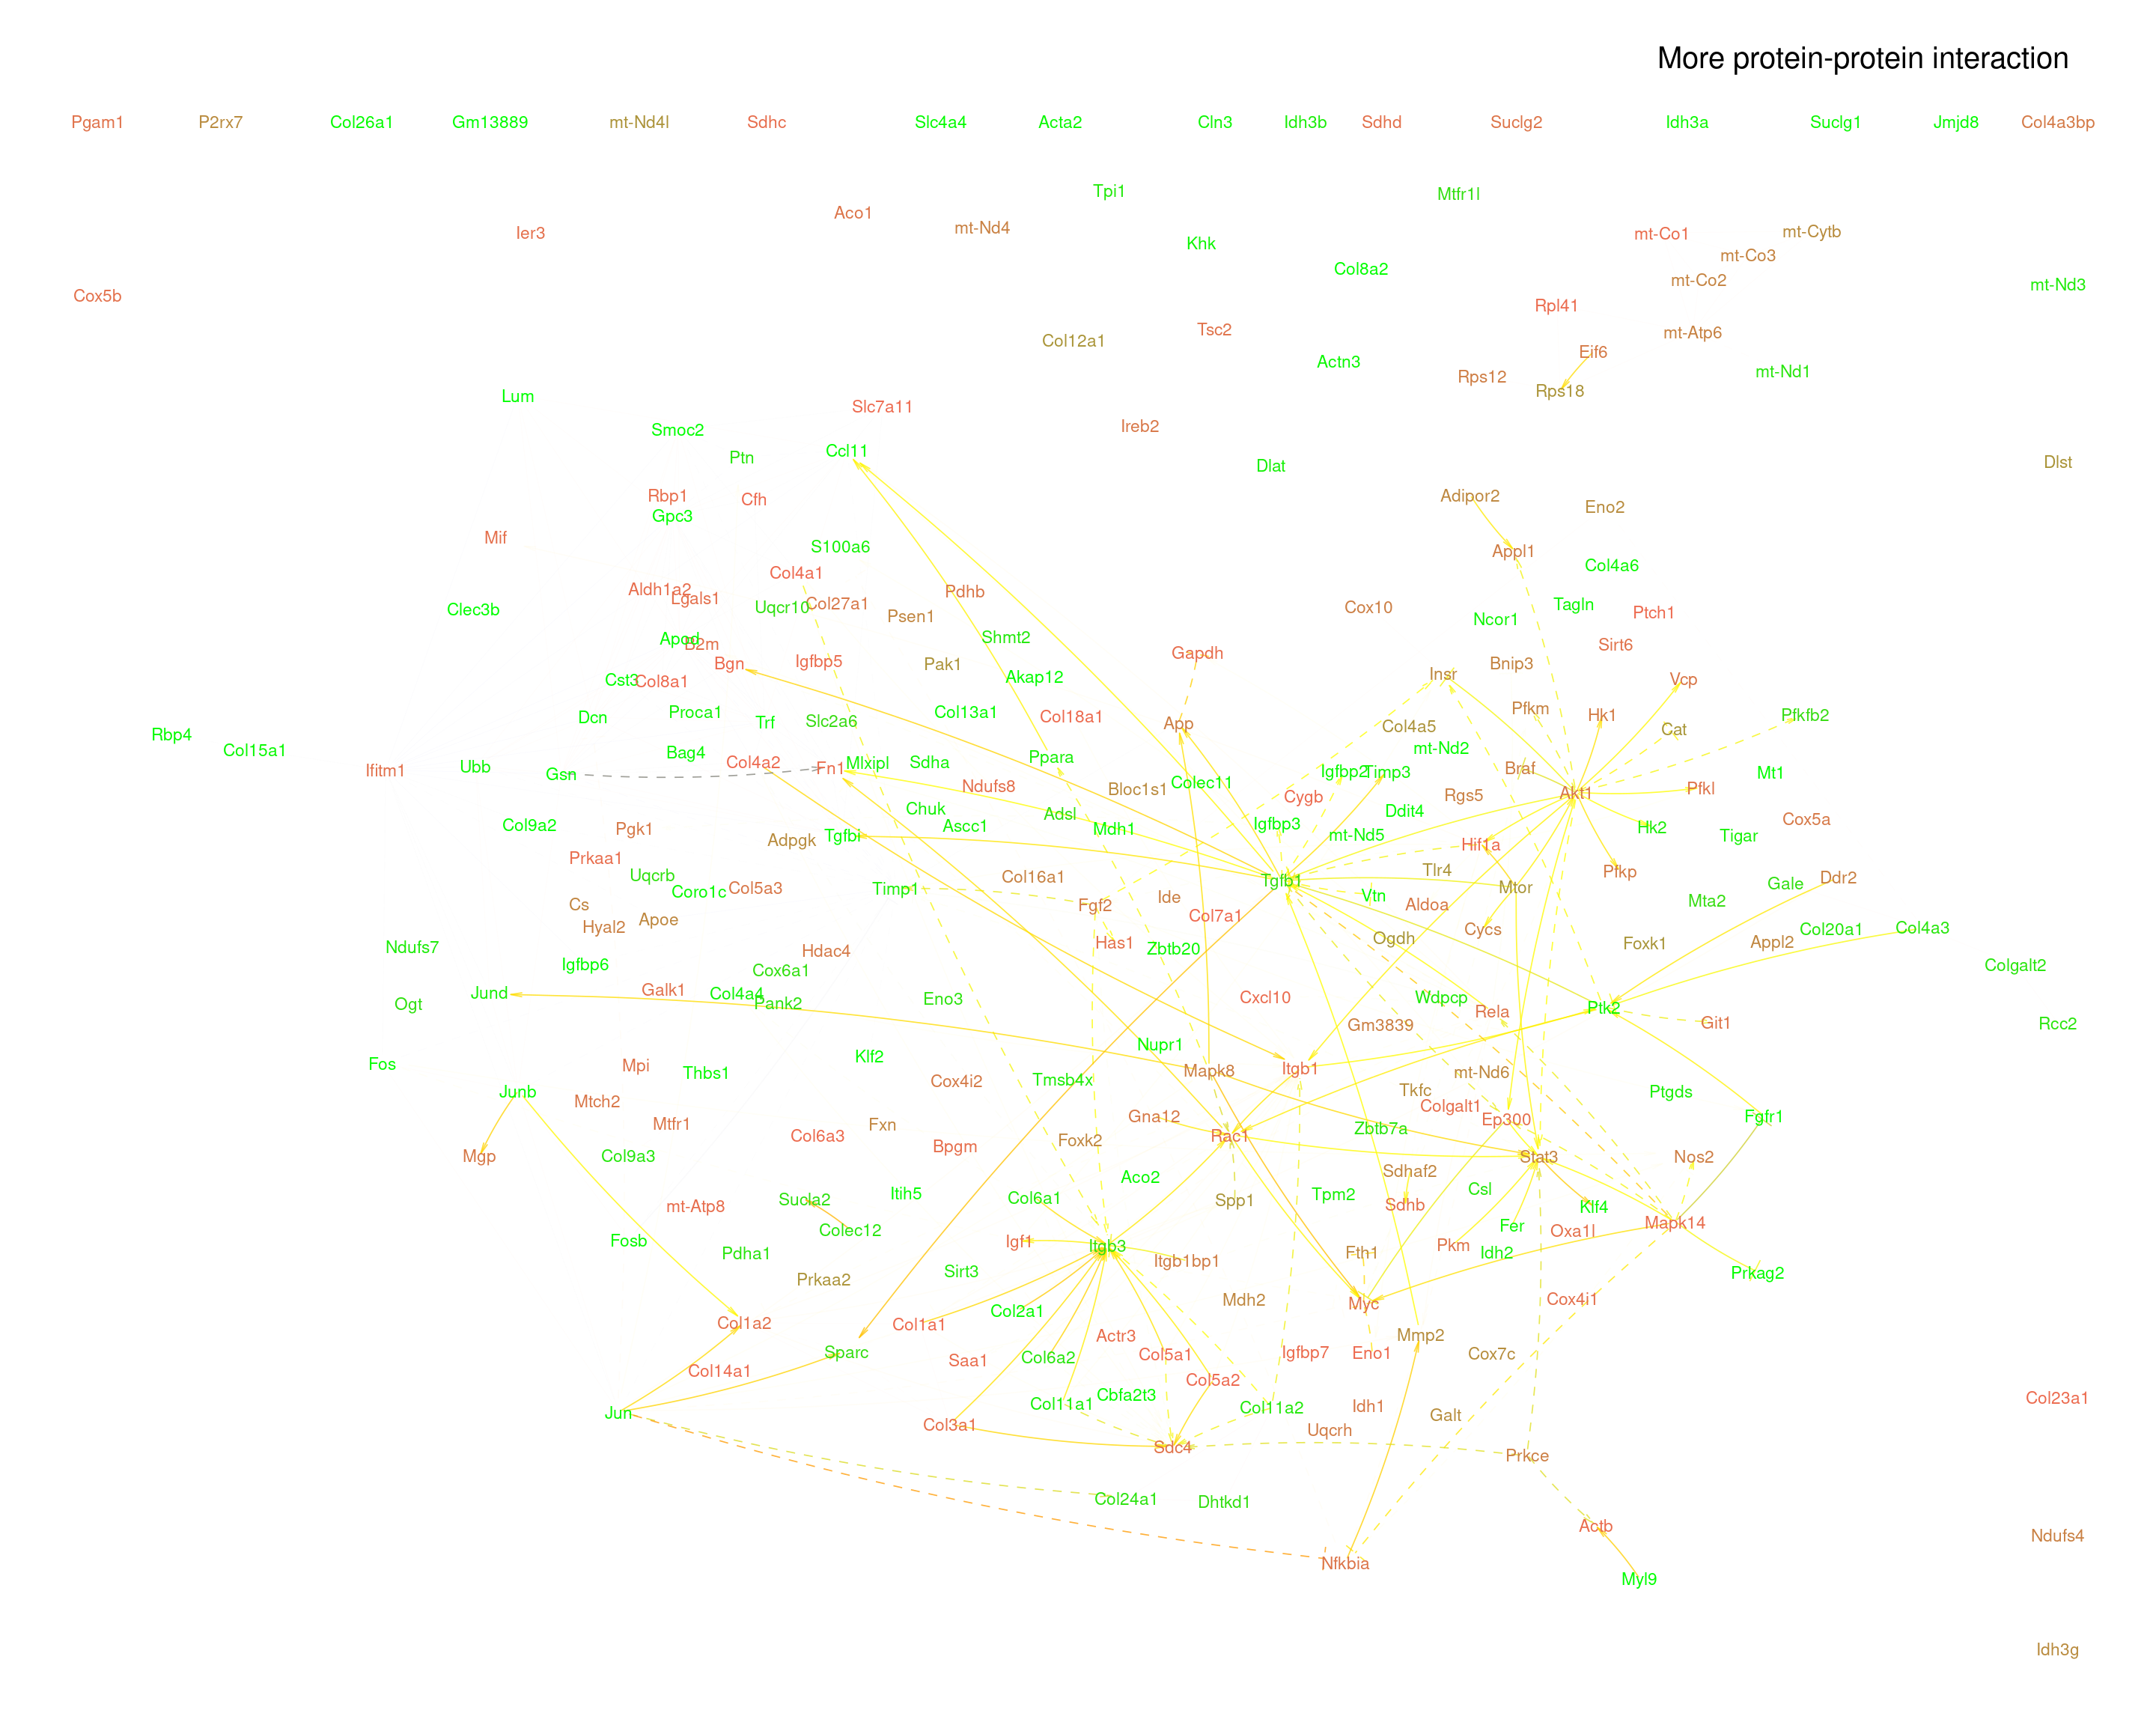 More protein-protein interaction
Pgam1 P2rx7 Col26a1 Gm13889 mt-Nd4l Sdhc Slc4a4 Acta2 Cln3 Idh3b Sdhd Suclg2 Idh3a Suclg1 Jmjd8 Col4a3bp
Tpi1 Mtfr1l
Aco1
Ier3 mt-Nd4 Khk mt-Co1 mt-Cytb
mt-Co3
Col8a2 mt-Co2 mt-Nd3
Cox5b Rpl41
Col12a1 Tsc2 mt-Atp6
Eif6
Actn3 Rps12 mt-Nd1
Lum Rps18
Slc7a11
Smoc2 Ireb2
Ptn Ccl11 Dlat Dlst
Rbp1 Cfh Adipor2 Eno2
Gpc3
Mif S100a6 Appl1
Col4a1 Col4a6
Aldh1a2 Lgals1 Pdhb
Clec3b Uqcr10 Col27a1 Psen1 Cox10 Ncor1 Tagln Ptch1
Apod B2m Shmt2 Sirt6
Bgn Igfbp5 Pak1 Gapdh Bnip3
Cst3 Col8a1 Akap12 Insr Vcp
Dcn Proca1 Trf Slc2a6 Col13a1 Col18a1 App Col4a5 Pfkm Hk1 Cat Pfkfb2
Rbp4 Col15a1 Bag4 mt-Nd2
Ifitm1 Ubb Gsn Col4a2 Fn1 Mlxipl Sdha Ppara Igfbp2 Timp3 Braf Mt1
Ndufs8 Bloc1s1 Colec11 Cygb Rgs5 Akt1 Pfkl
Col9a2 Pgk1 Adpgk Tgfbi Chuk Ascc1 Adsl Mdh1 Igfbp3 mt-Nd5 Ddit4 Hk2 Tigar Cox5a
Prkaa1 Hif1a
Uqcrb Coro1c Col5a3 Timp1 Col16a1 Tgfb1 Tlr4 Mtor Pfkp Gale Ddr2
Cs Apoe Fgf2 Ide Vtn Aldoa Mta2
Hyal2 Col7a1 Cycs Col20a1 Col4a3
Ndufs7 Hdac4 Has1 Zbtb20 Ogdh Foxk1 Appl2
Igfbp6 Cox6a1 Colgalt2
Jund Galk1 Col4a4 Pank2 Eno3 Cxcl10 Wdpcp
Ogt Gm3839 Rela Ptk2 Git1 Rcc2
Fos Mpi Thbs1 Klf2 Nupr1 Mapk8 Itgb1 mt-Nd6
Junb Mtch2 Cox4i2 Tmsb4x Tkfc Colgalt1 Ptgds
Mtfr1 Col6a3 Fxn Gna12 Rac1 Zbtb7a Ep300 Fgfr1
Mgp Col9a3 Bpgm Foxk2 Stat3 Nos2
Aco2 Sdhaf2
mt-Atp8 Sucla2 Itih5 Col6a1 Spp1 Tpm2 Sdhb Csl Klf4
Fosb Colec12 Igf1 Itgb3 Pkm Fer Oxa1l Mapk14
Pdha1 Prkaa2 Sirt3 Itgb1bp1 Fth1 Idh2 Prkag2
Col1a2 Col1a1 Col2a1 Mdh2 Myc Cox4i1
Sparc Saa1 Col6a2 Actr3 Col5a1 Igfbp7 Eno1 Mmp2 Cox7c
Col14a1 Col5a2
Jun Col3a1 Col11a1 Cbfa2t3 Col11a2 Idh1 Galt Col23a1
Sdc4 Uqcrh Prkce
Col24a1 Dhtkd1
Actb Ndufs4
Nfkbia Myl9
Idh3g